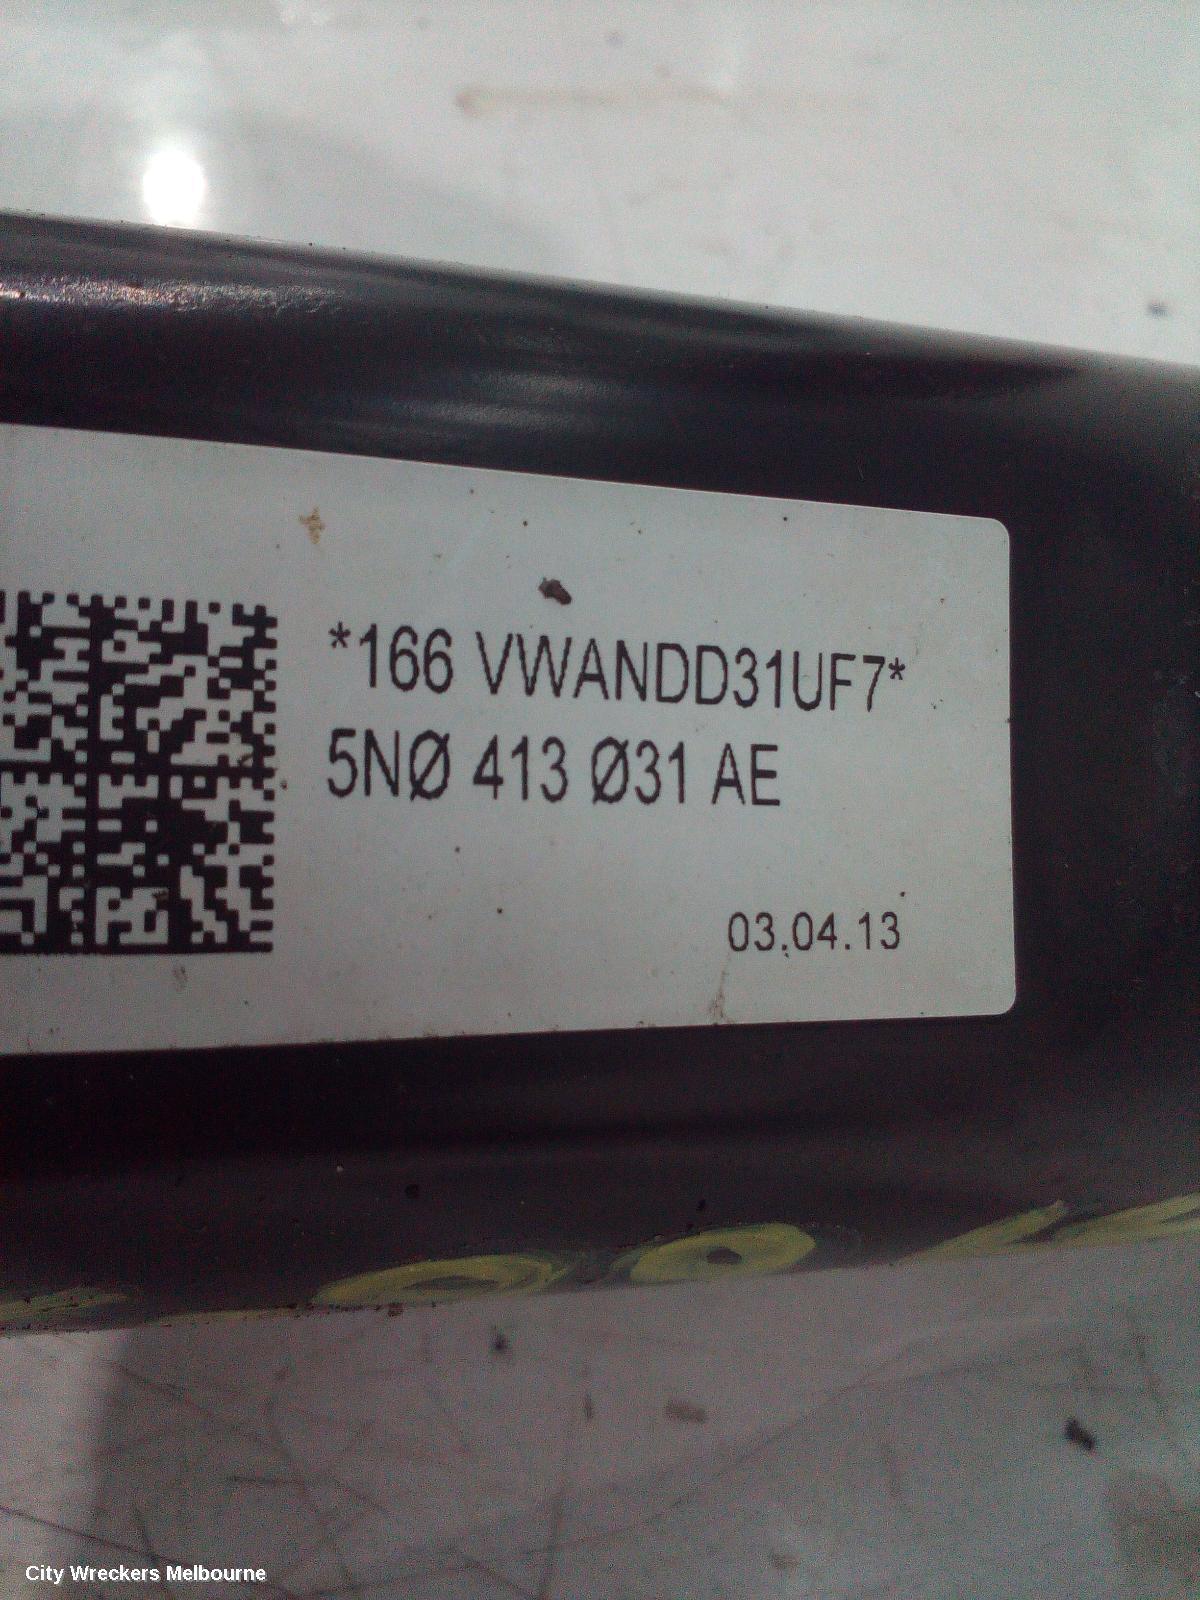 *166 VWANDD31UF7*
5NØ 413 Ø31 AE
03.04.13
City Wreckers Melbourne